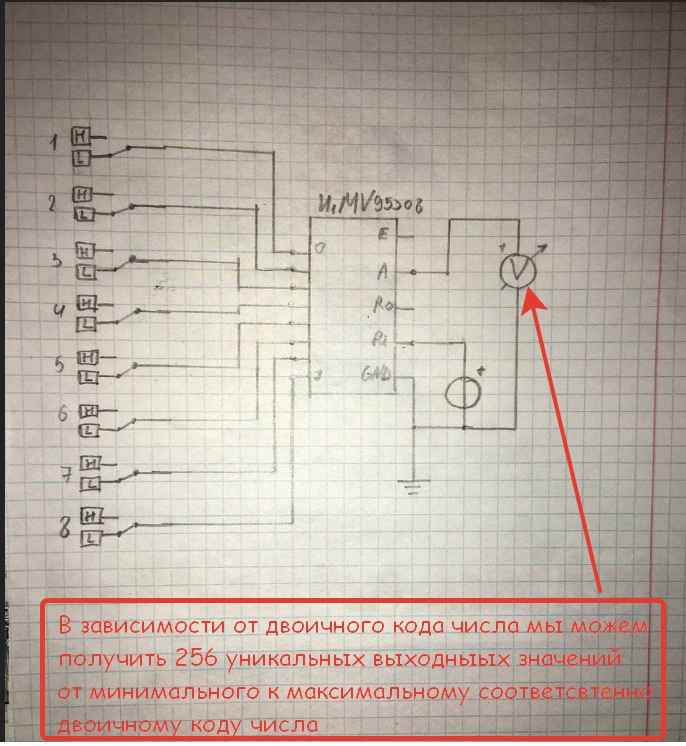 1 H
L
2 H
L
3 H
L
4 H
L
5 H
L
6 H
L
7 H
L
8 H
L
И,MV95308
0
7
E
A
Ro
Ri
GND
+
V
+
В зависимости от двоичного кода числа мы можем
получить 256 уникальных выходныых значений
от минимального к максимальному соответсвтенно
двоичному коду числа